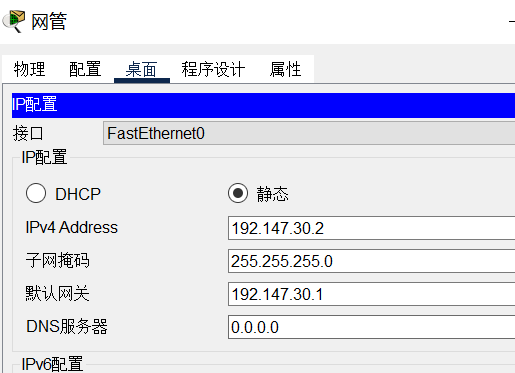 网管
物理 配置 桌面 程序设计 属性
IP配置
接口 FastEthernet0
IP配置
DHCP 静态
IPv4 Address 192.147.30.2
子网掩码 255.255.255.0
默认网关 192.147.30.1
DNS服务器 0.0.0.0
IPv6配置